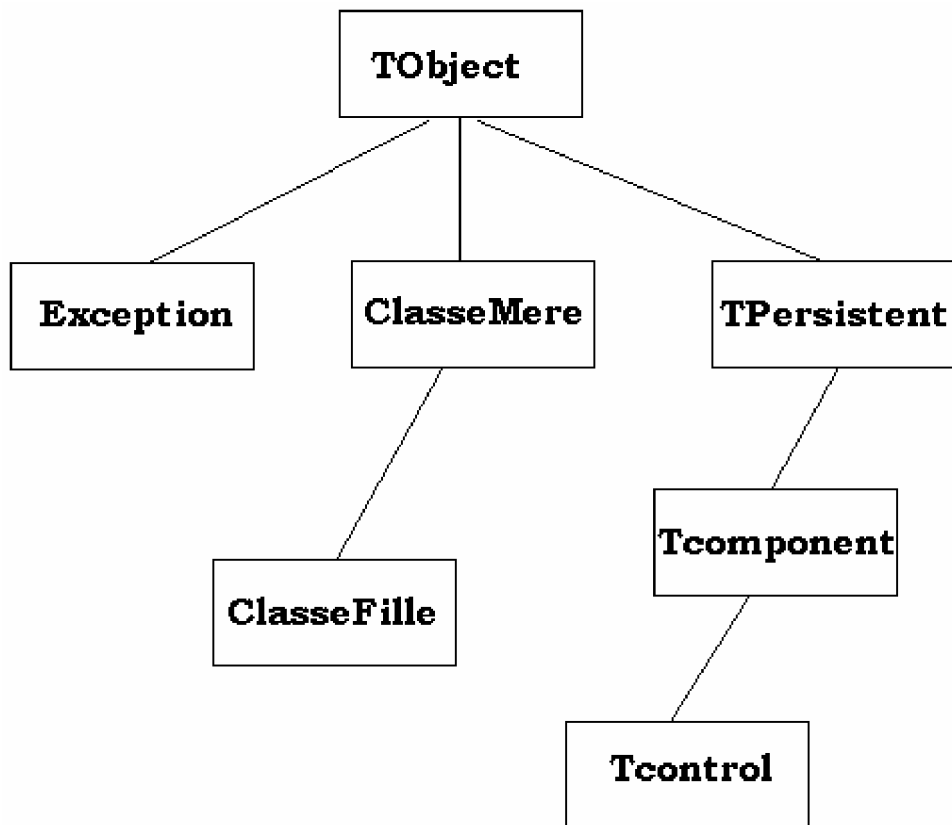 TObject
Exception
ClasseMere
TPersistent
Tcomponent
ClasseFille
Tcontrol